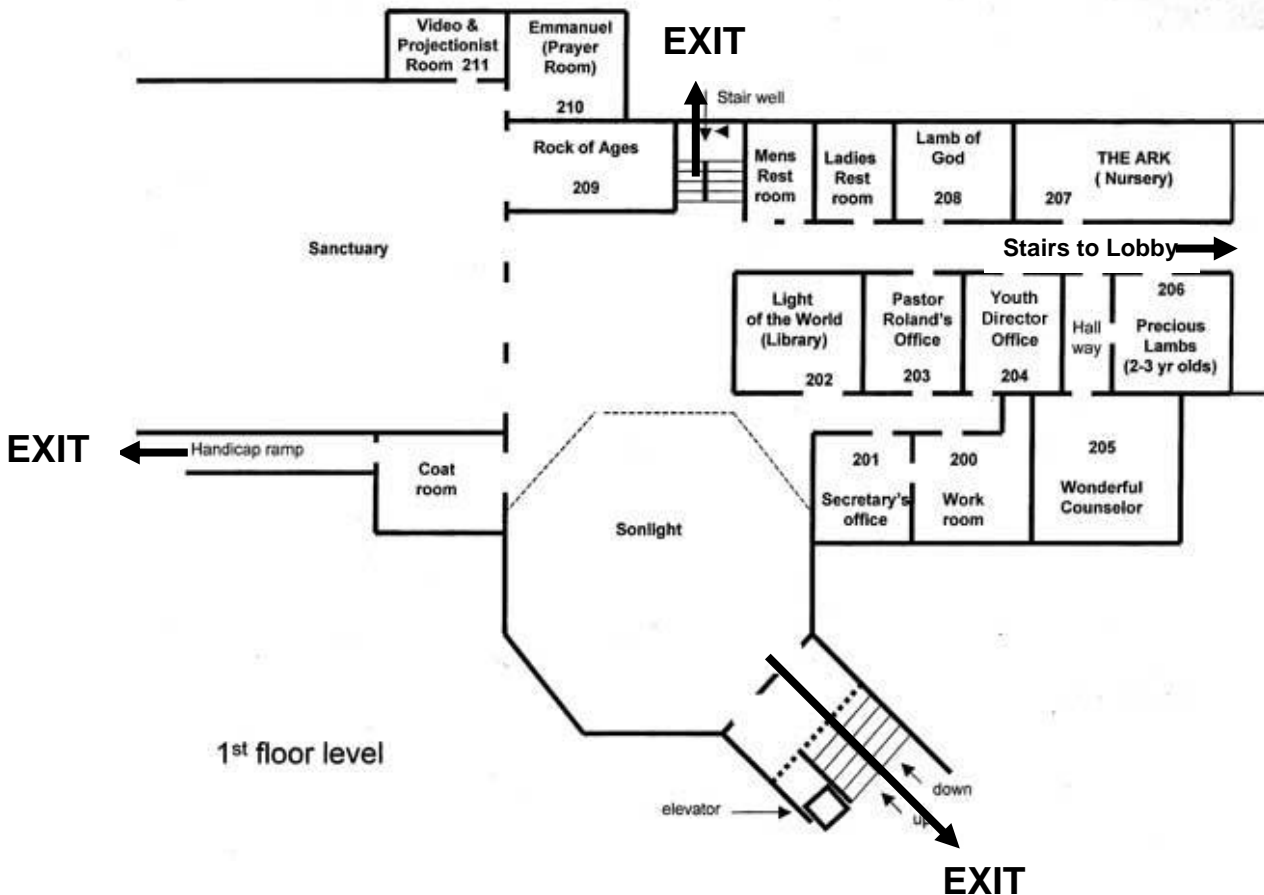 Video &
Projectionist
Room 211
Emmanuel
(Prayer
Room)
210
EXIT
Stair well
Rock of Ages
209
Mens
Rest
room
Ladies
Rest
room
Lamb of
God
208
THE ARK
( Nursery)
207
Sanctuary
Stairs to Lobby
Light
of the World
(Library)
202
Pastor
Roland's
Office
203
Youth
Director
Office
204
Hall
way
206
Precious
Lambs
(2-3 yr olds)
EXIT
Handicap ramp
Coat
room
Sonlight
201
Secretary's
office
200
Work
room
205
Wonderful
Counselor
1st floor level
elevator
down
up
EXIT